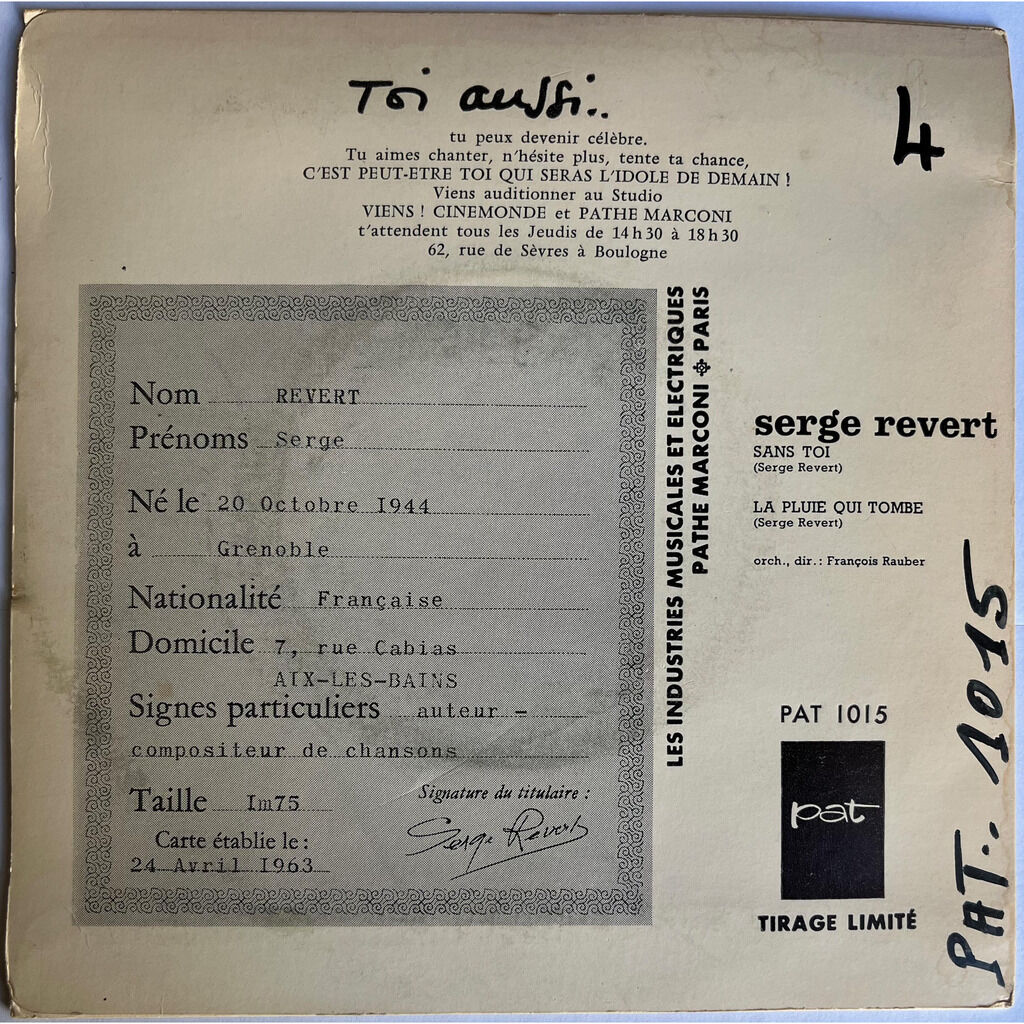 Toi aussi..
tu peux devenir célèbre.
Tu aimes chanter, n'hésite plus, tente ta chance,
C'EST PEUT-ETRE TOI QUI SERAS L'IDOLE DE DEMAIN !
Viens auditionner au Studio
VIENS ! CINEMONDE et PATHE MARCONI
t'attendent tous les Jeudis de 14 h 30 à 18 h 30
62, rue de Sèvres à Boulogne
4
Nom REVERT
Prénoms Serge
Né le 20 Octobre I944
à Grenoble
Nationalité Française
Domicile 7, rue Cabias
AIX-LES-BAINS
Signes particuliers auteur -
compositeur de chansons
Taille Im75
Signature du titulaire :
Carte établie le :
24 Avril I963
Serge Revert
LES INDUSTRIES MUSICALES ET ELECTRIQUES
PATHE MARCONI PARIS
serge revert
SANS TOI
(Serge Revert)
LA PLUIE QUI TOMBE
(Serge Revert)
orch., dir. : François Rauber
PAT 1015
pat
TIRAGE LIMITÉ
PAT. 1015